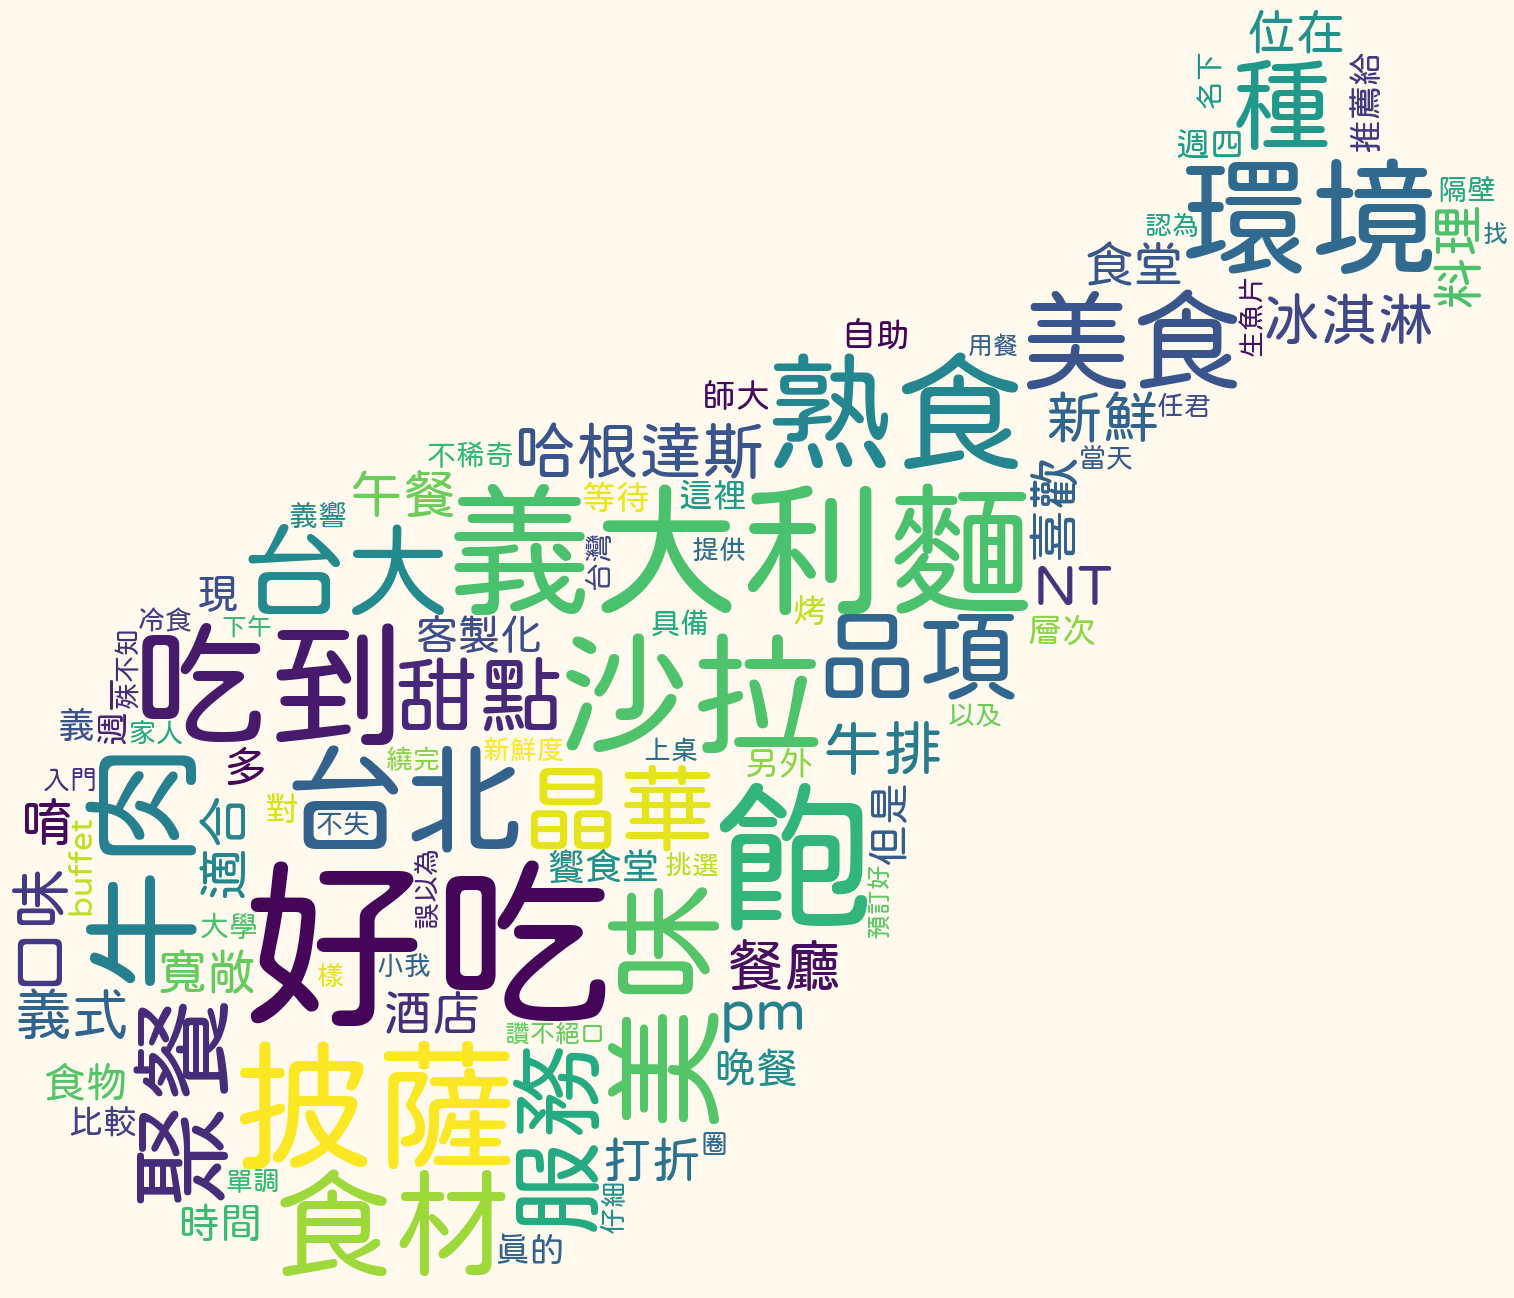 位在
名下
種
推薦給
週四
環境
隔壁
料理
找
認為
食堂
美食
生魚片
冰淇淋
自助
用餐
師大
熟食
新鮮
任君
當天
不稀奇
哈根達斯
喜歡
午餐
義大利麵
等待
這裡
提供
台灣
義響
台大
NT
現
冷食
下午
吃到
客製化
甜點
沙拉
具備
烤
品項
層次
殊不知
義
週一
家人
多
繞完
新鮮度
上桌
另外
牛排
以及
入門
唷
牛肉
適合
對
台北
不失
晶華
飽
但是
buffet
口味
大學
寬敞
好吃
誤以為
饗食堂
挑選
美味
預訂好
樣
小我
餐廳
義式
酒店
讚不絕口
pm
晚餐
聚餐
食物
比較
披薩
服務
打折
圈
單調
時間
食材
仔細
真的